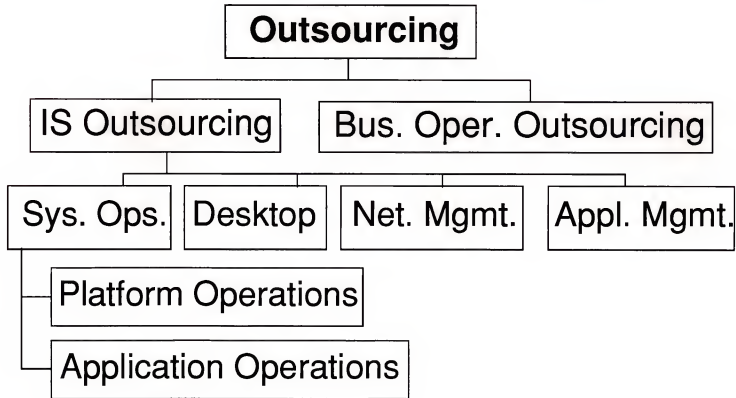 Outsourcing
IS Outsourcing
Bus. Oper. Outsourcing
Sys. Ops.
Desktop
Net. Mgmt.
Appl. Mgmt.
Platform Operations
Application Operations